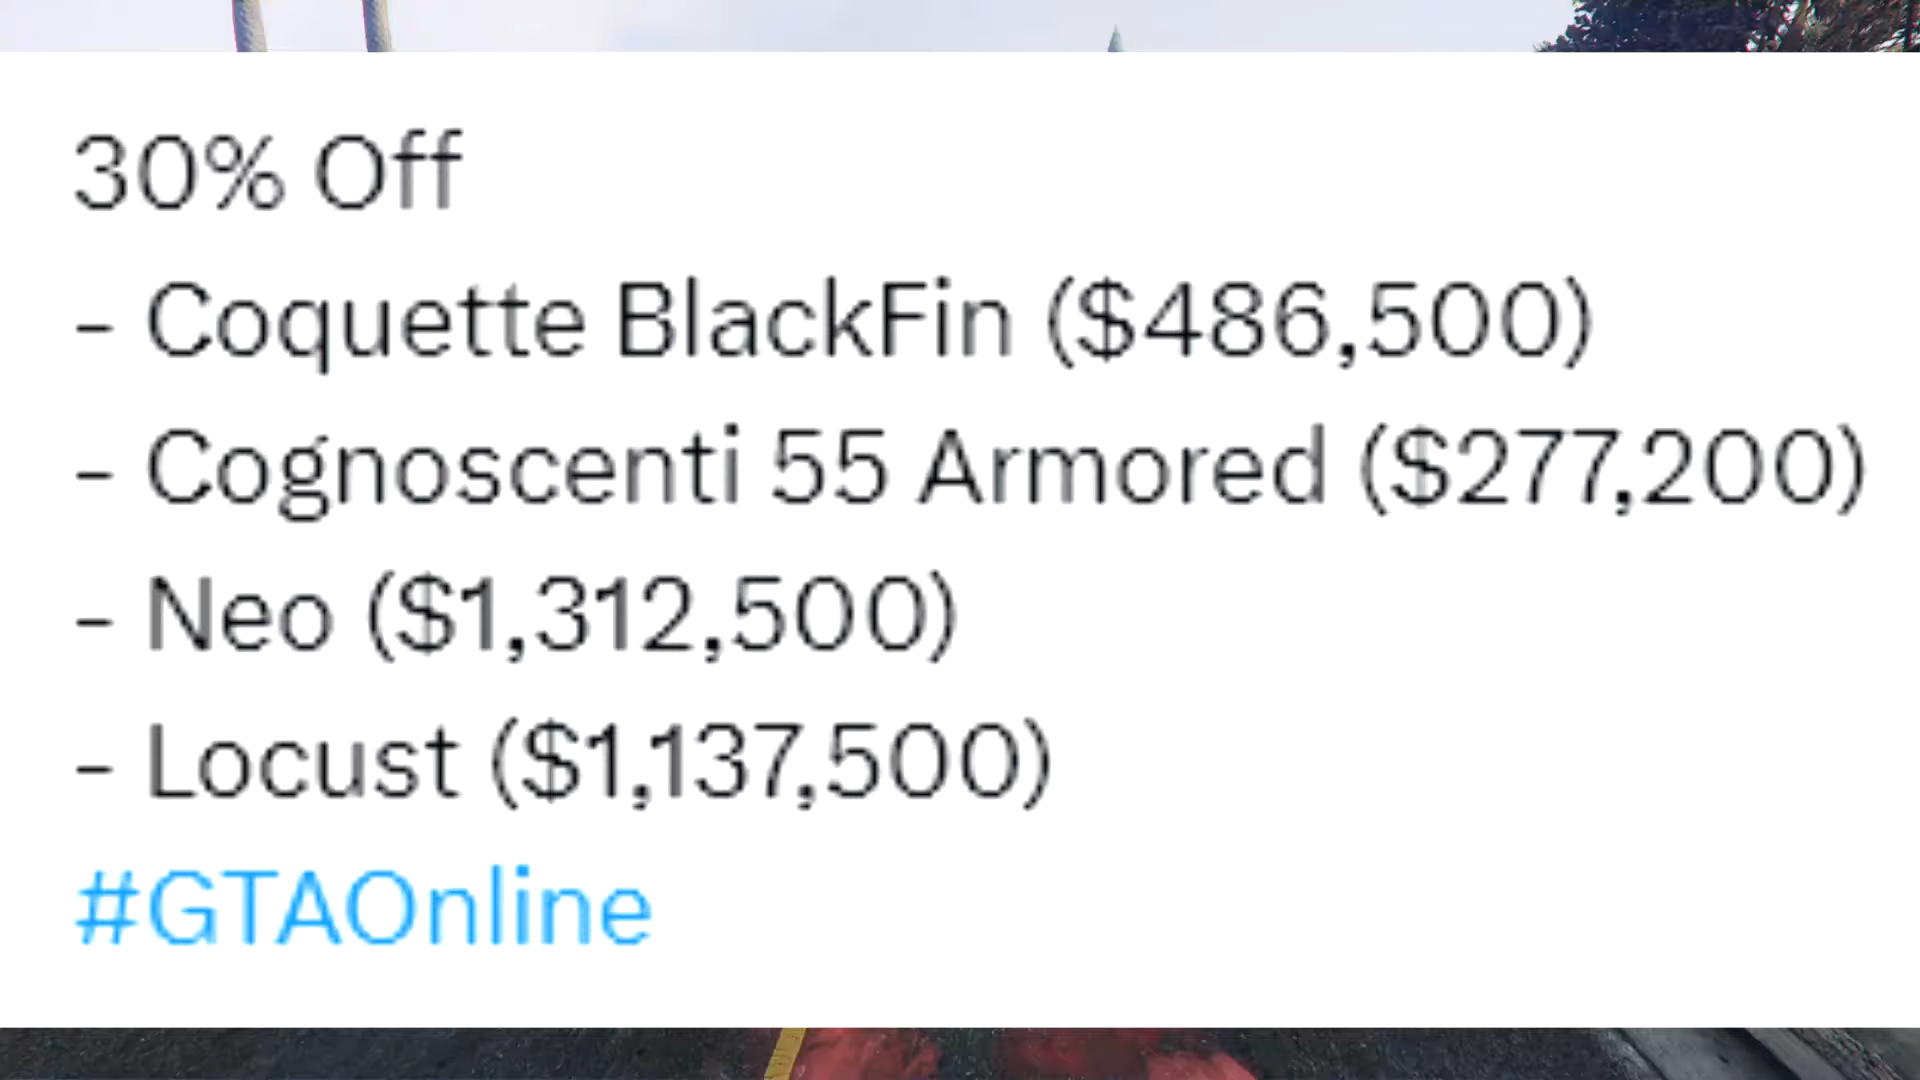 30% Off
- Coquette BlackFin ($486,500)
- Cognoscenti 55 Armored ($277,200)
- Neo ($1,312,500)
- Locust ($1,137,500)
#GTAOnline